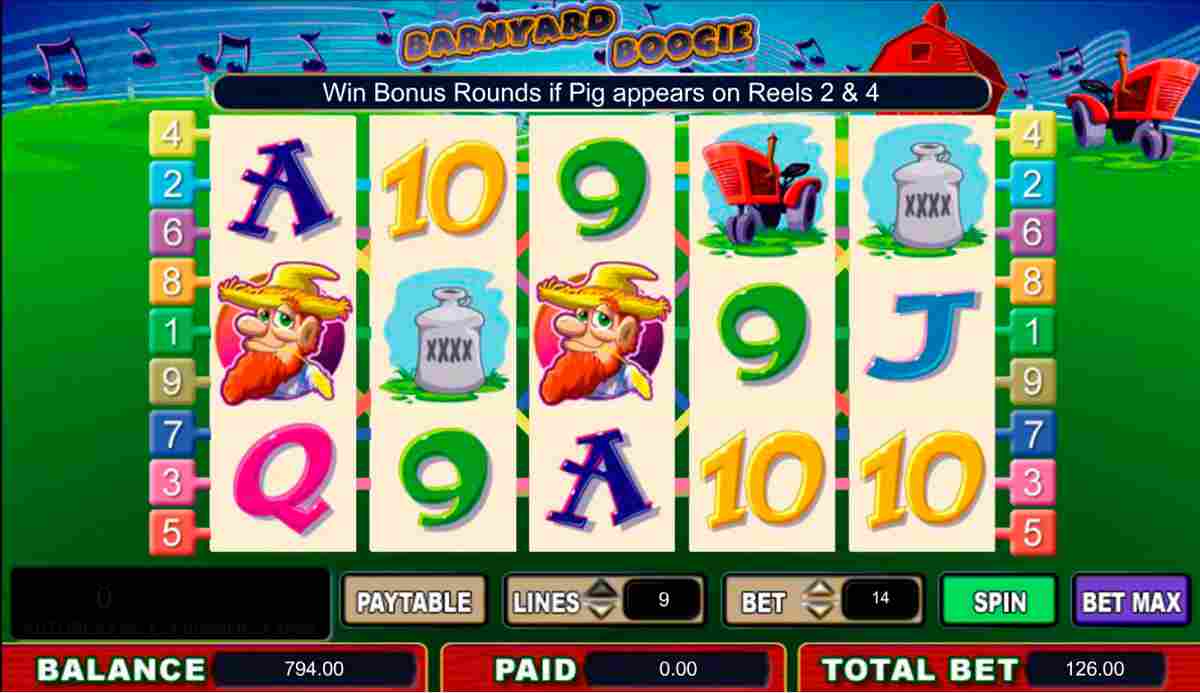 BARNYARD BOOGIE
Win Bonus Rounds if Pig appears on Reels 2 & 4
4 A 10 9 4
2 XXXX 2
6 6
8 8
1 XXXX 9 J 1
9 9
7 7
3 Q 9 A 10 10 3
5 5
PAYTABLE LINES 9 BET 14 SPIN BET MAX
BALANCE 794.00 PAID 0.00 TOTAL BET 126.00